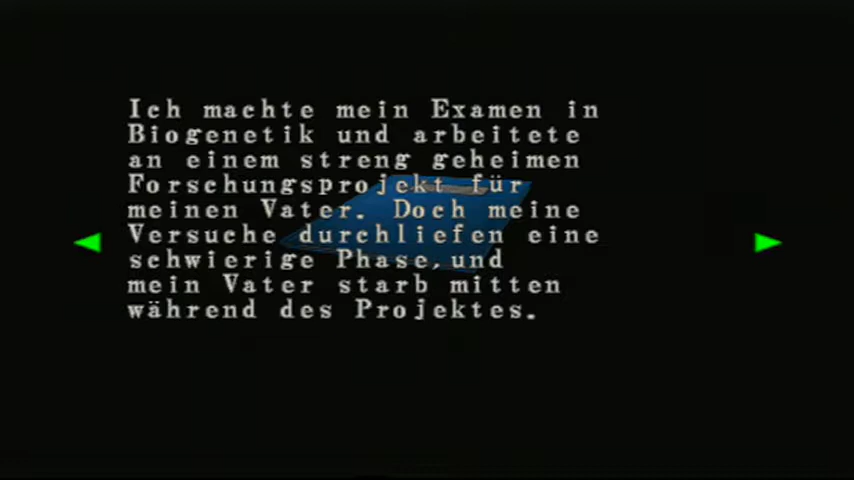 Ich machte mein Examen in
Biogenetik und arbeitete
an einem streng geheimen
Forschungsprojekt für
meinen Vater. Doch meine
Versuche durchliefen eine
schwierige Phase,und
mein Vater starb mitten
während des Projektes.